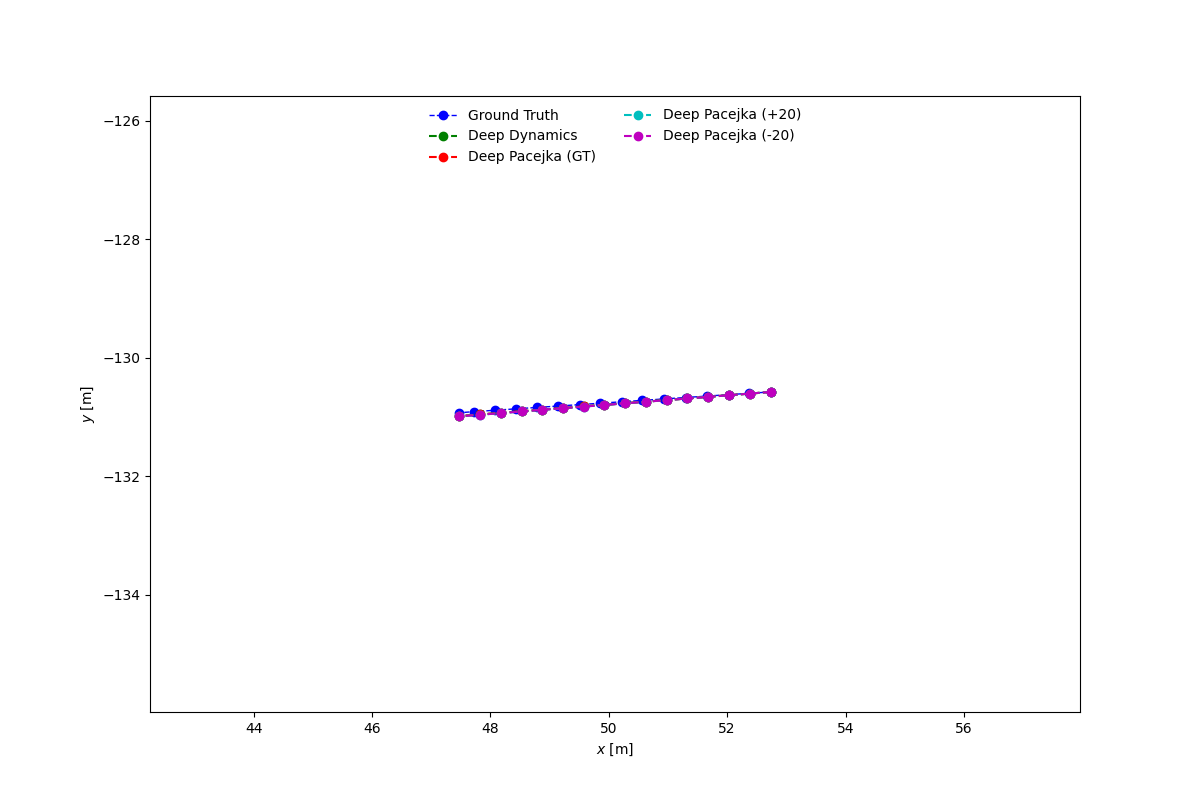 Ground Truth
Deep Dynamics
Deep Pacejka (GT)
Deep Pacejka (+20)
Deep Pacejka (-20)
−126
−128
−130
−132
−134
y [m]
44 46 48 50 52 54 56
x [m]